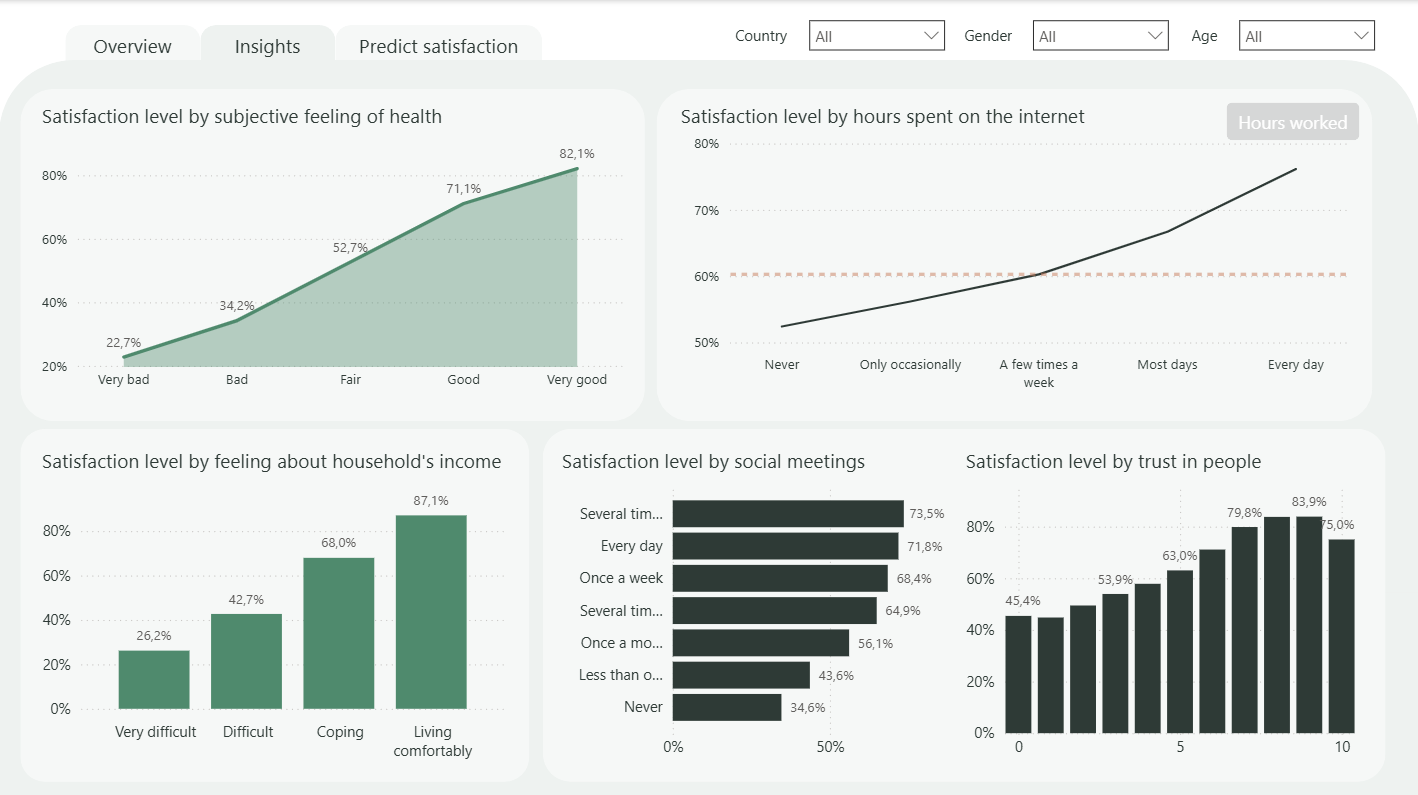 Overview
Insights
Predict satisfaction
Country
All
Gender
All
Age
All
Satisfaction level by subjective feeling of health
80%
60%
40%
20%
22,7%
34,2%
52,7%
71,1%
82,1%
Very bad
Bad
Fair
Good
Very good
Satisfaction level by hours spent on the internet
Hours worked
80%
70%
60%
50%
Never
Only occasionally
A few times a
week
Most days
Every day
Satisfaction level by feeling about household's income
80%
60%
40%
20%
0%
26,2%
42,7%
68,0%
87,1%
Very difficult
Difficult
Coping
Living
comfortably
Satisfaction level by social meetings
Several tim...
73,5%
Every day
71,8%
Once a week
68,4%
Several tim...
64,9%
Once a mo...
56,1%
Less than o...
43,6%
Never
34,6%
0%
50%
Satisfaction level by trust in people
80%
60%
40%
20%
0%
45,4%
53,9%
63,0%
79,8%
83,9%
75,0%
0
5
10